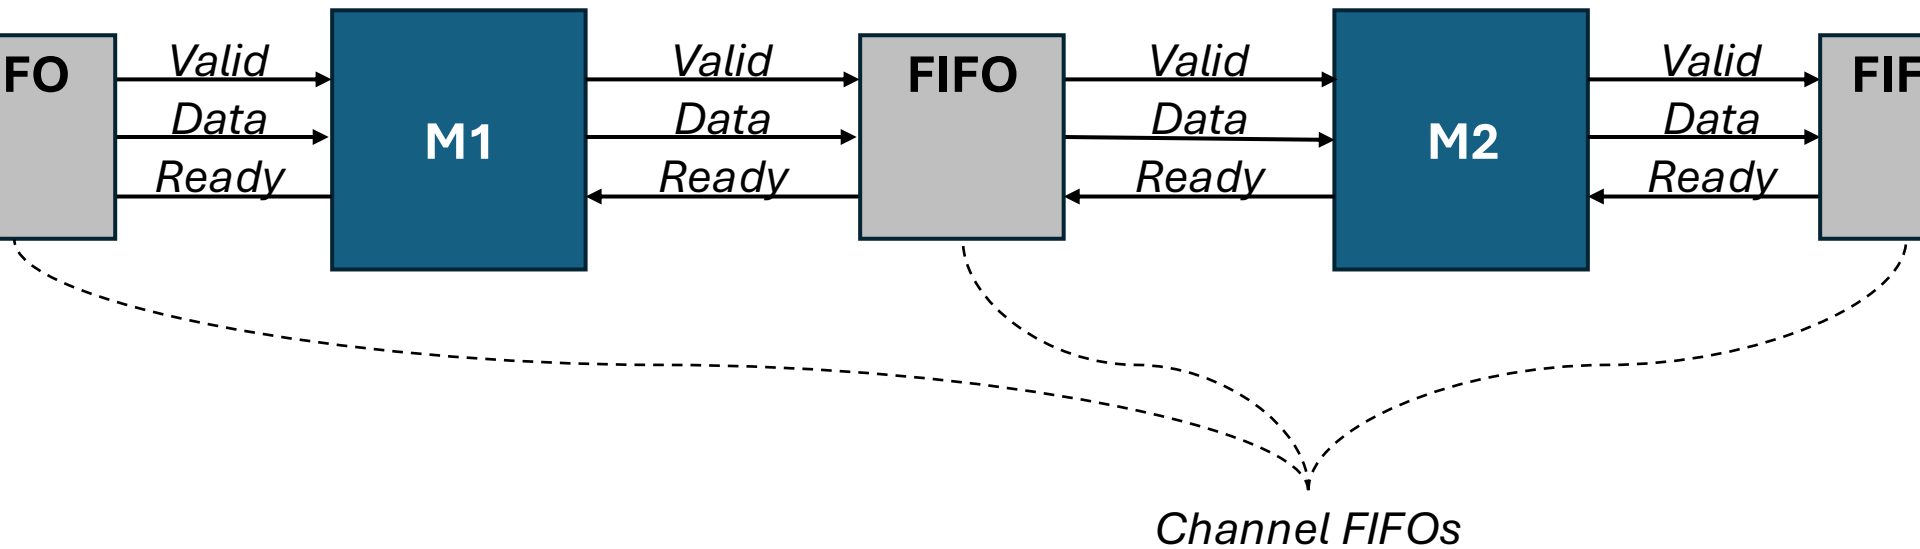 FO
Valid
Data
Ready
M1
Valid
Data
Ready
FIFO
Valid
Data
Ready
M2
Valid
Data
Ready
FIF
Channel FIFOs